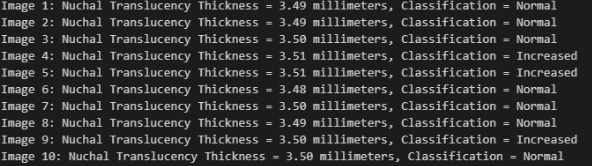 Image 1: Nuchal Translucency Thickness = 3.49 millimeters, Classification = Normal
Image 2: Nuchal Translucency Thickness = 3.49 millimeters, Classification = Normal
Image 3: Nuchal Translucency Thickness = 3.50 millimeters, Classification = Normal
Image 4: Nuchal Translucency Thickness = 3.51 millimeters, Classification = Increased
Image 5: Nuchal Translucency Thickness = 3.51 millimeters, Classification = Increased
Image 6: Nuchal Translucency Thickness = 3.48 millimeters, Classification = Normal
Image 7: Nuchal Translucency Thickness = 3.50 millimeters, Classification = Normal
Image 8: Nuchal Translucency Thickness = 3.49 millimeters, Classification = Normal
Image 9: Nuchal Translucency Thickness = 3.50 millimeters, Classification = Increased
Image 10: Nuchal Translucency Thickness = 3.50 millimeters, Classification = Normal